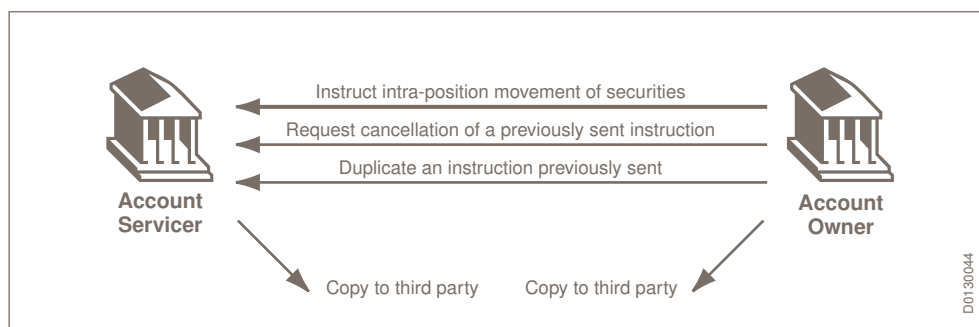 Instruct intra-position movement of securities
Request cancellation of a previously sent instruction
Duplicate an instruction previously sent
Account
Servicer
Account
Owner
Copy to third party
Copy to third party
D0130044